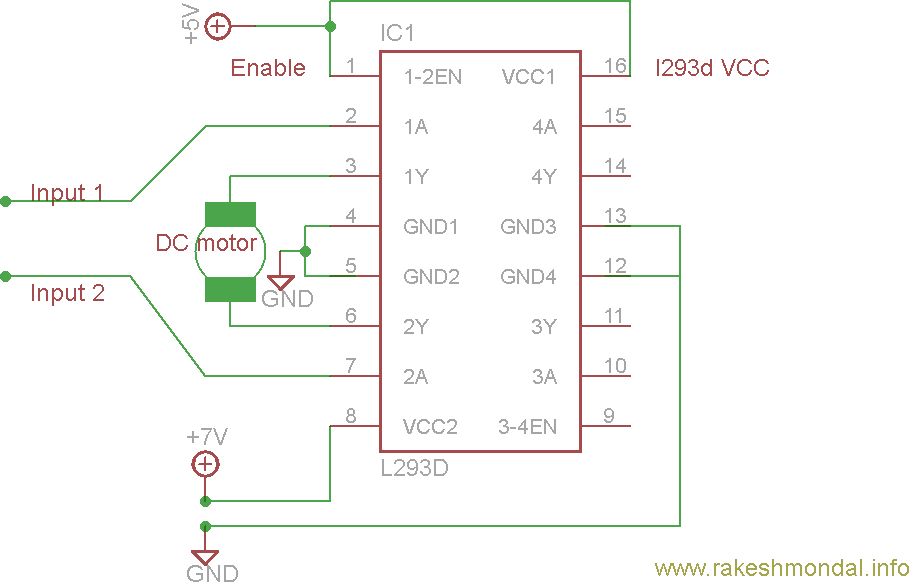 +5V
IC1
Enable
1
1-2EN
VCC1
16
l293d VCC
2
1A
4A
15
3
1Y
4Y
14
Input 1
4
GND1
GND3
13
DC motor
5
GND2
GND4
12
GND
Input 2
6
2Y
3Y
11
7
2A
3A
10
8
VCC2
3-4EN
9
+7V
L293D
GND
www.rakeshmondal.info